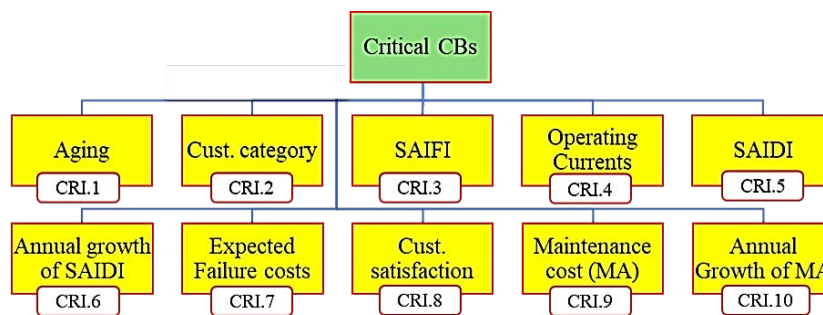 Critical CBs
Aging
CRI.1
Cust. category
CRI.2
SAIFI
CRI.3
Operating
Currents
CRI.4
SAIDI
CRI.5
Annual growth
of SAIDI
CRI.6
Expected
Failure costs
CRI.7
Cust.
satisfaction
CRI.8
Maintenance
cost (MA)
CRI.9
Annual
Growth of MA
CRI.10